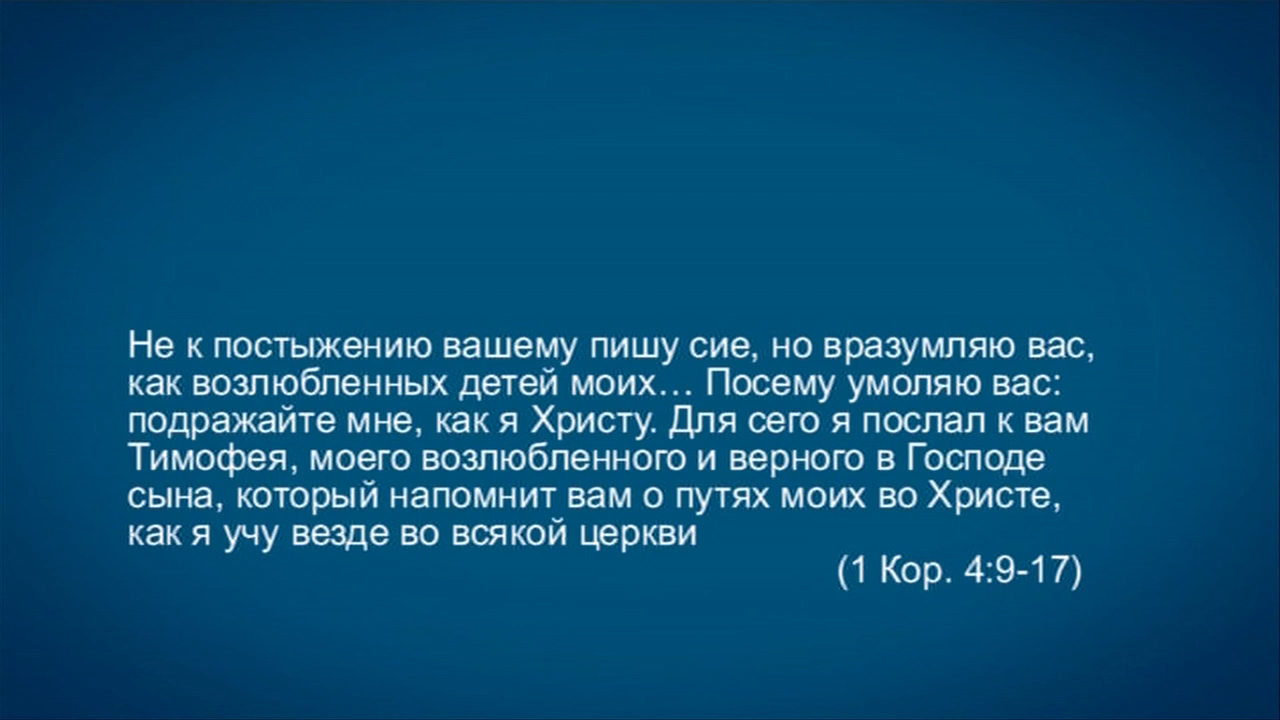 Не к постыжению вашему пишу сие, но вразумляю вас,
как возлюбленных детей моих… Посему умоляю вас:
подражайте мне, как я Христу. Для сего я послал к вам
Тимофея, моего возлюбленного и верного в Господе
сына, который напомнит вам о путях моих во Христе,
как я учу везде во всякой церкви
(1 Кор. 4:9-17)